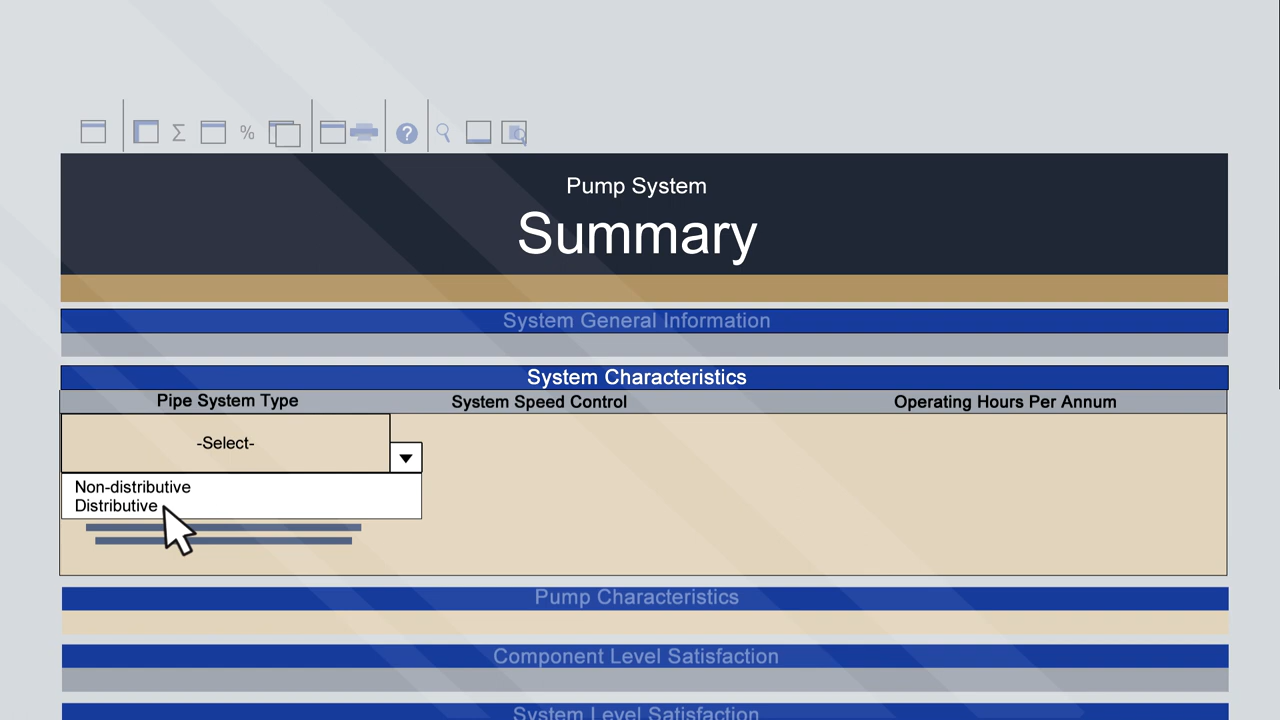 Σ % ?
Pump System
Summary
System General Information
System Characteristics
Pipe System Type System Speed Control Operating Hours Per Annum
-Select-
Non-distributive
Distributive
Pump Characteristics
Component Level Satisfaction
System Level Satisfaction